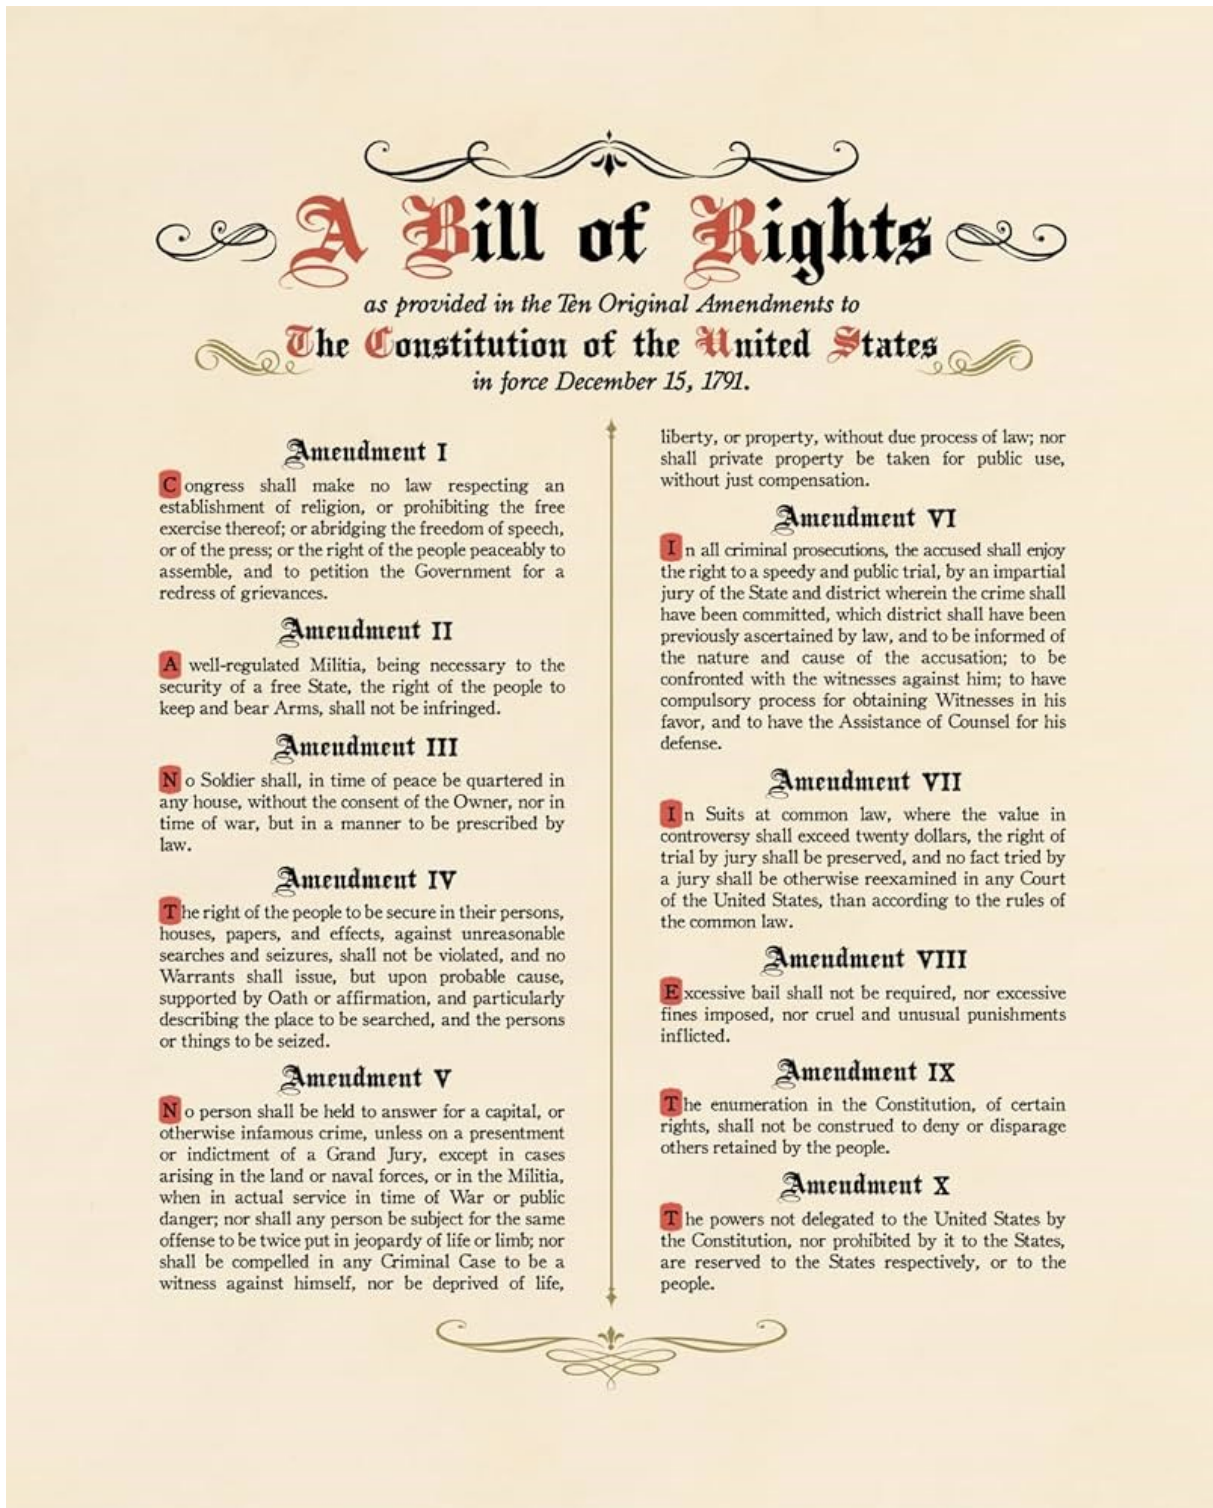 A Bill of Rights
as provided in the Ten Original Amendments to
The Constitution of the United States
in force December 15, 1791.
Amendment I
Congress shall make no law respecting an
establishment of religion, or prohibiting the free
exercise thereof; or abridging the freedom of speech,
or of the press; or the right of the people peaceably to
assemble, and to petition the Government for a
redress of grievances.
Amendment II
A well-regulated Militia, being necessary to the
security of a free State, the right of the people to
keep and bear Arms, shall not be infringed.
Amendment III
No Soldier shall, in time of peace be quartered in
any house, without the consent of the Owner, nor in
time of war, but in a manner to be prescribed by
law.
Amendment IV
The right of the people to be secure in their persons,
houses, papers, and effects, against unreasonable
searches and seizures, shall not be violated, and no
Warrants shall issue, but upon probable cause,
supported by Oath or affirmation, and particularly
describing the place to be searched, and the persons
or things to be seized.
Amendment V
No person shall be held to answer for a capital, or
otherwise infamous crime, unless on a presentment
or indictment of a Grand Jury, except in cases
arising in the land or naval forces, or in the Militia,
when in actual service in time of War or public
danger; nor shall any person be subject for the same
offense to be twice put in jeopardy of life or limb; nor
shall be compelled in any Criminal Case to be a
witness against himself, nor be deprived of life,
liberty, or property, without due process of law; nor
shall private property be taken for public use,
without just compensation.
Amendment VI
In all criminal prosecutions, the accused shall enjoy
the right to a speedy and public trial, by an impartial
jury of the State and district wherein the crime shall
have been committed, which district shall have been
previously ascertained by law, and to be informed of
the nature and cause of the accusation; to be
confronted with the witnesses against him; to have
compulsory process for obtaining Witnesses in his
favor, and to have the Assistance of Counsel for his
defense.
Amendment VII
In Suits at common law, where the value in
controversy shall exceed twenty dollars, the right of
trial by jury shall be preserved, and no fact tried by
a jury shall be otherwise reexamined in any Court
of the United States, than according to the rules of
the common law.
Amendment VIII
Excessive bail shall not be required, nor excessive
fines imposed, nor cruel and unusual punishments
inflicted.
Amendment IX
The enumeration in the Constitution, of certain
rights, shall not be construed to deny or disparage
others retained by the people.
Amendment X
The powers not delegated to the United States by
the Constitution, nor prohibited by it to the States,
are reserved to the States respectively, or to the
people.